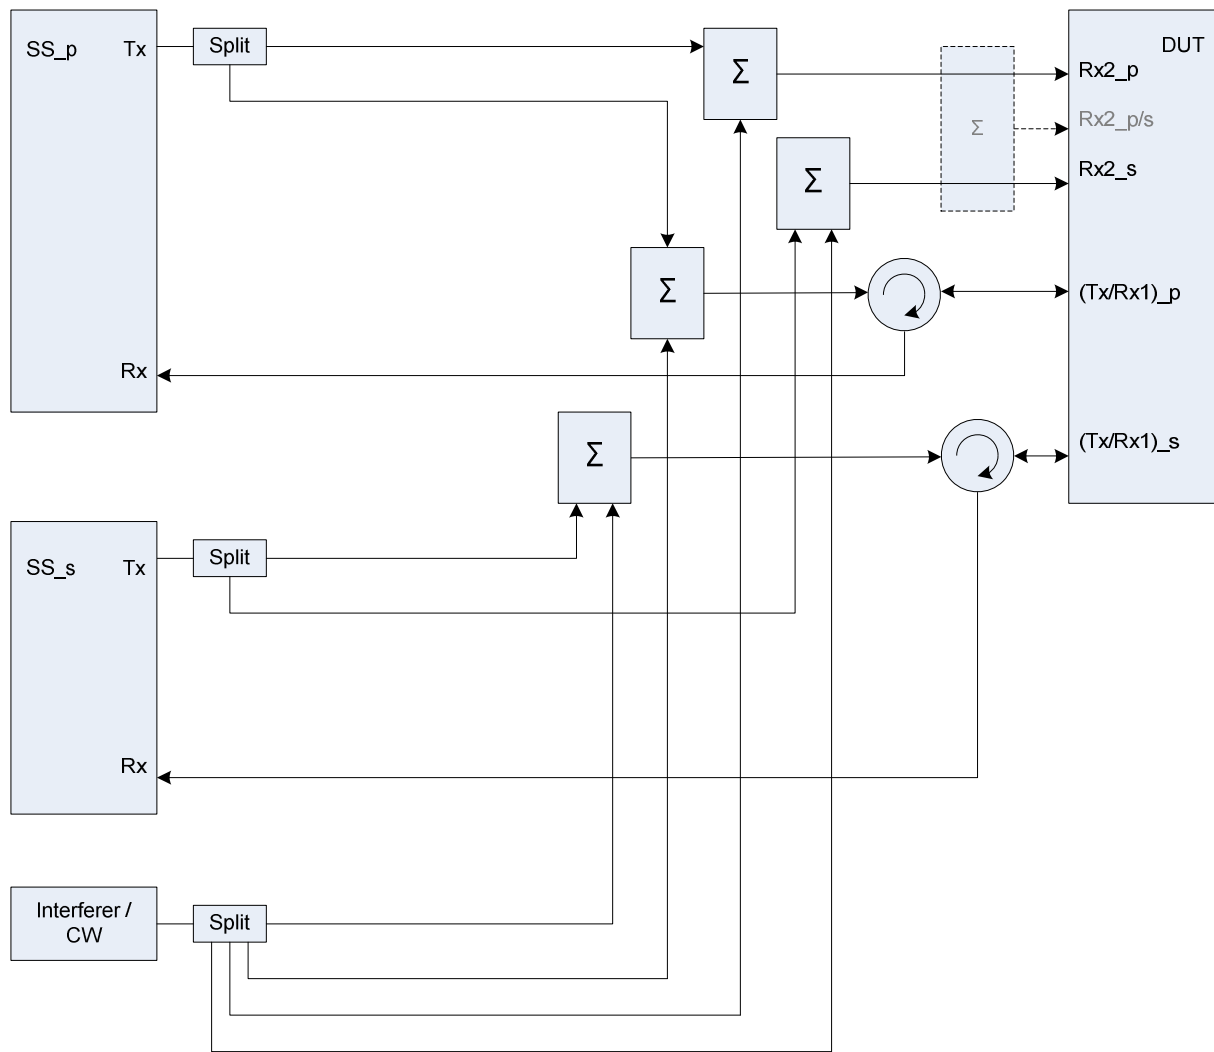 SS_p
Tx
Split
Σ
DUT
Rx2_p
Σ
Rx2_p/s
Σ
Rx2_s
Σ
(Tx/Rx1)_p
Rx
Σ
(Tx/Rx1)_s
SS_s
Tx
Split
Rx
Interferer /
CW
Split